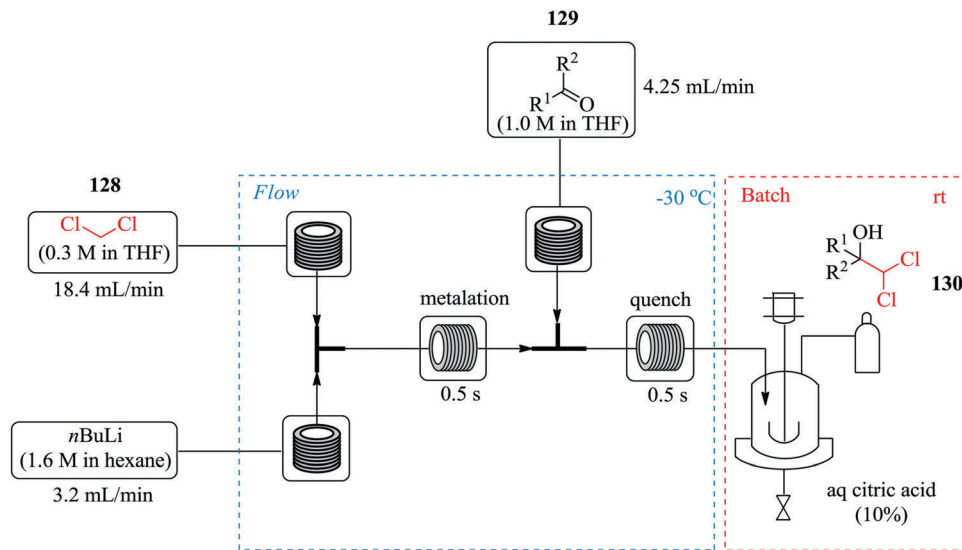 129
R²
R¹
O
(1.0 M in THF)
4.25 mL/min
128
Cl Cl
(0.3 M in THF)
18.4 mL/min
Flow
-30 °C
metalation
0.5 s
quench
0.5 s
nBuLi
(1.6 M in hexane)
3.2 mL/min
Batch
rt
R¹ OH
R² Cl
Cl
130
aq citric acid
(10%)